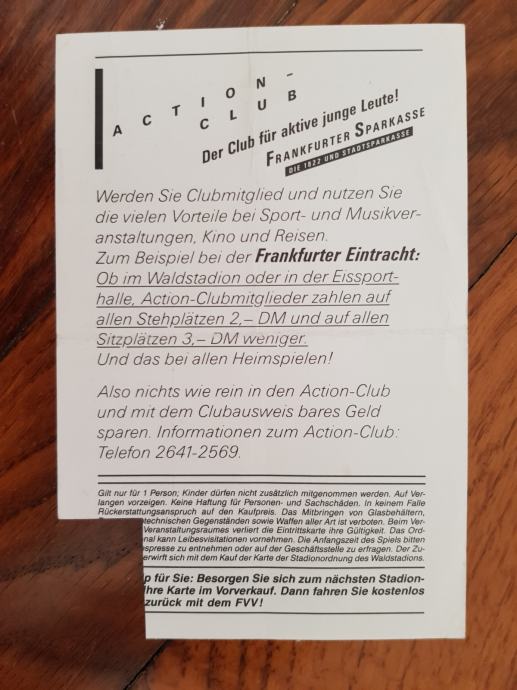 ACTION-
CLUB
Der Club für aktive junge Leute!
FRANKFURTER SPARKASSE
DIE 1822 UND STADTSPARKASSE
Werden Sie Clubmitglied und nutzen Sie
die vielen Vorteile bei Sport- und Musikver-
anstaltungen, Kino und Reisen.
Zum Beispiel bei der Frankfurter Eintracht:
Ob im Waldstadion oder in der Eissport-
halle, Action-Clubmitglieder zahlen auf
allen Stehplätzen 2,– DM und auf allen
Sitzplätzen 3,– DM weniger.
Und das bei allen Heimspielen!
Also nichts wie rein in den Action-Club
und mit dem Clubausweis bares Geld
sparen. Informationen zum Action-Club:
Telefon 2641-2569.
Gilt nur für 1 Person; Kinder dürfen nicht zusätzlich mitgenommen werden. Auf Ver-
langen vorzeigen. Keine Haftung für Personen- und Sachschäden. In keinem Falle
Rückerstattungsanspruch auf den Kaufpreis. Das Mitbringen von Glasbehältern,
technischen Gegenständen sowie Waffen aller Art ist verboten. Beim Ver-
Veranstaltungsraumes verliert die Eintrittskarte ihre Gültigkeit. Das Ord-
nal kann Leibesvisitationen vornehmen. Die Anfangszeit des Spiels bitten
spresse zu entnehmen oder auf der Geschäftsstelle zu erfragen. Der Zu-
erwirft sich mit dem Kauf der Karte der Stadionordnung des Waldstadions.
p für Sie: Besorgen Sie sich zum nächsten Stadion-
Ihre Karte im Vorverkauf. Dann fahren Sie kostenlos
zurück mit dem FVV!